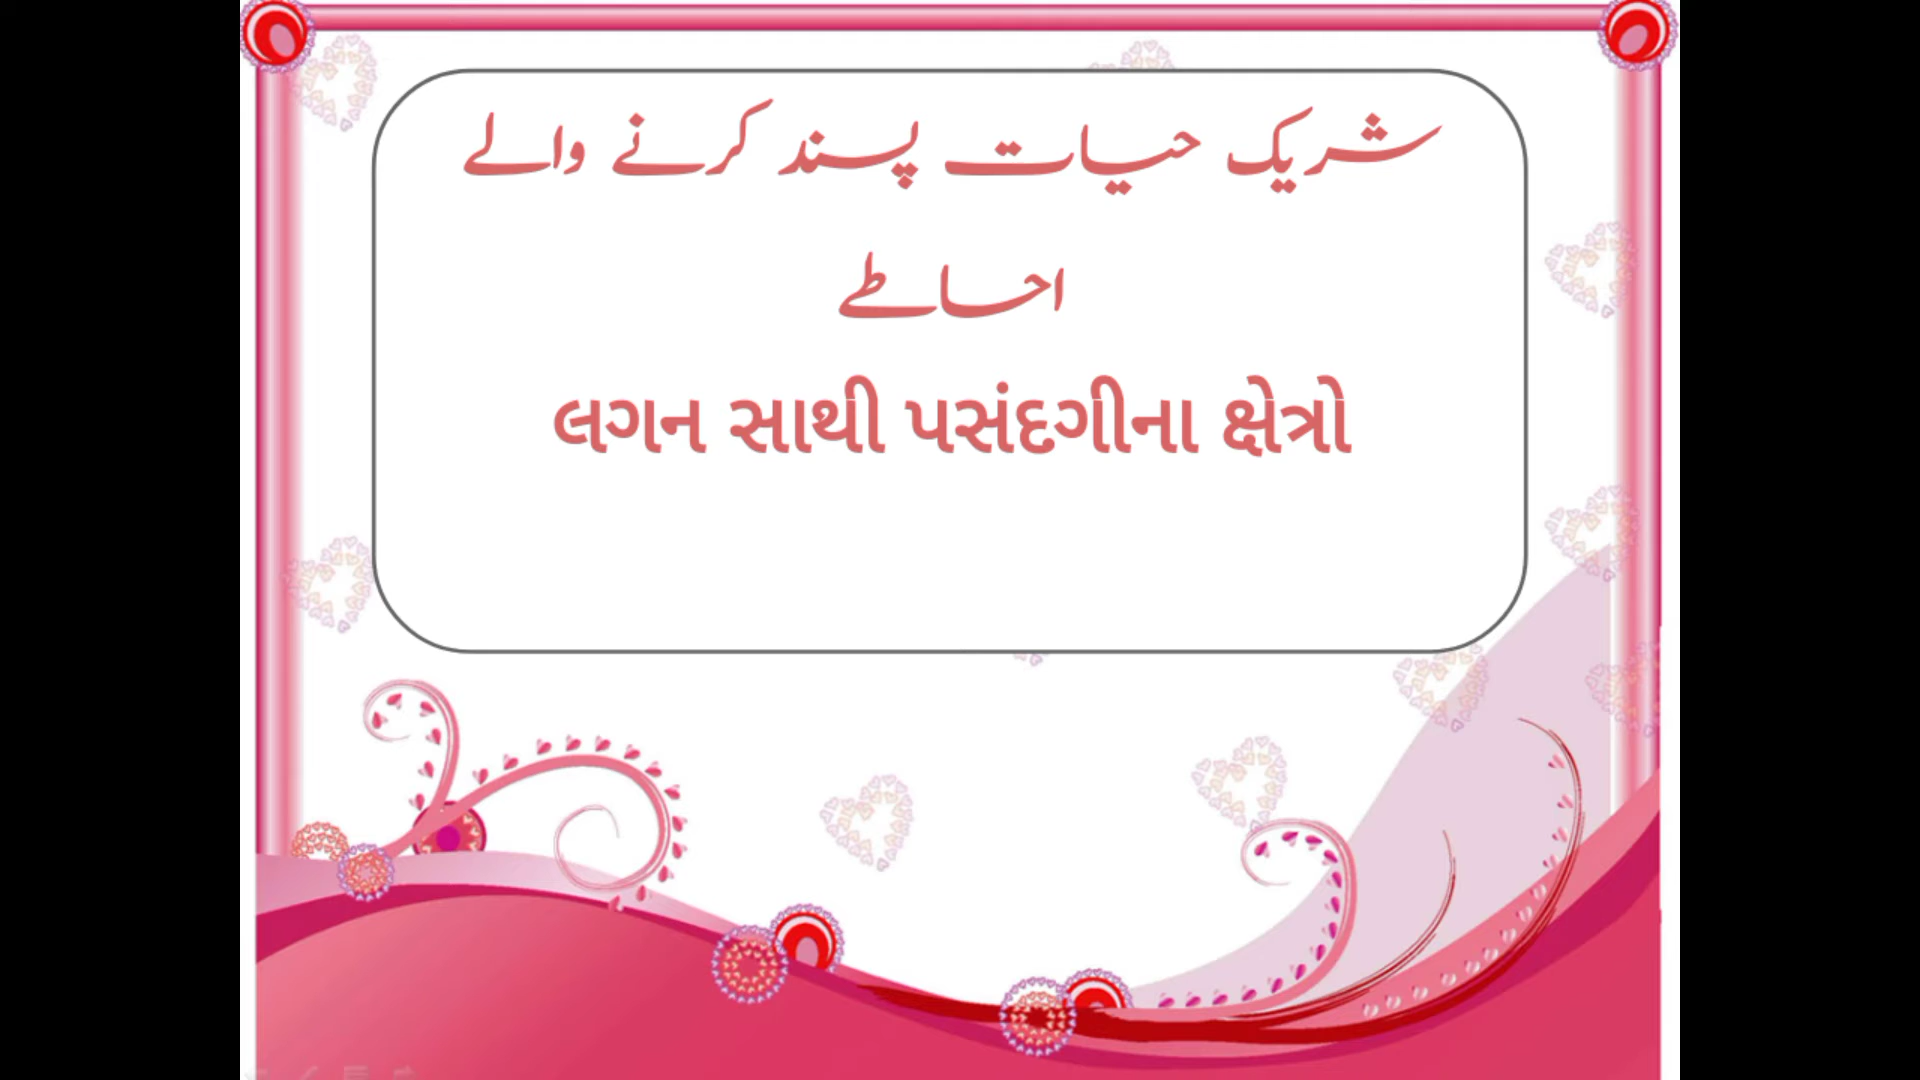 شریک حیات پسند کرنے والے
احاطے
લગન સાથી પસંદગીના ક્ષેત્રો